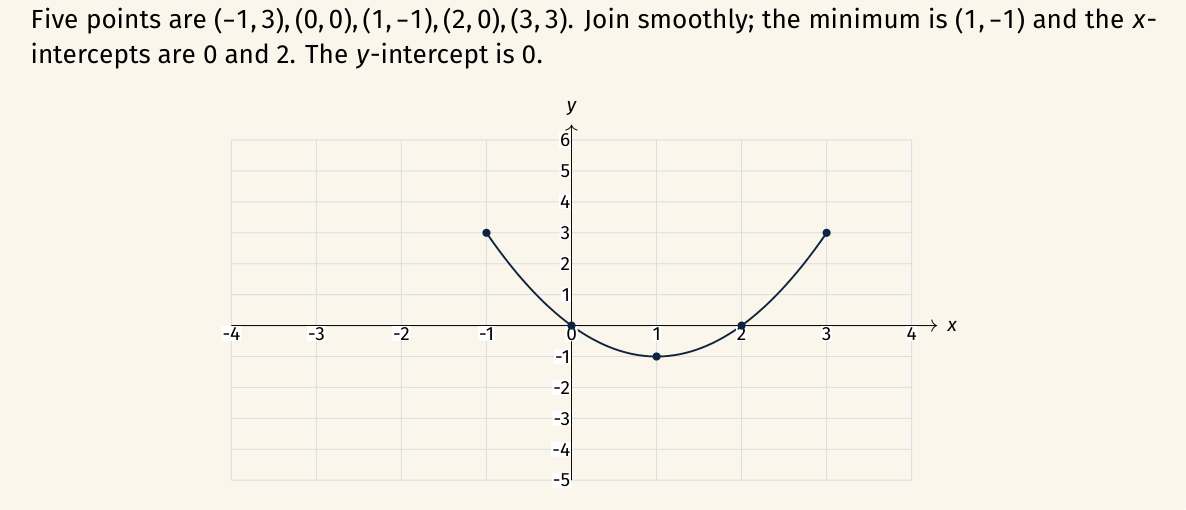 Five points are (−1, 3), (0, 0), (1, −1), (2, 0), (3, 3). Join smoothly; the minimum is (1, −1) and the x-
intercepts are 0 and 2. The y-intercept is 0.
y
6
5
4
3
2
1
-4 -3 -2 -1 0 1 2 3 4 x
-1
-2
-3
-4
-5